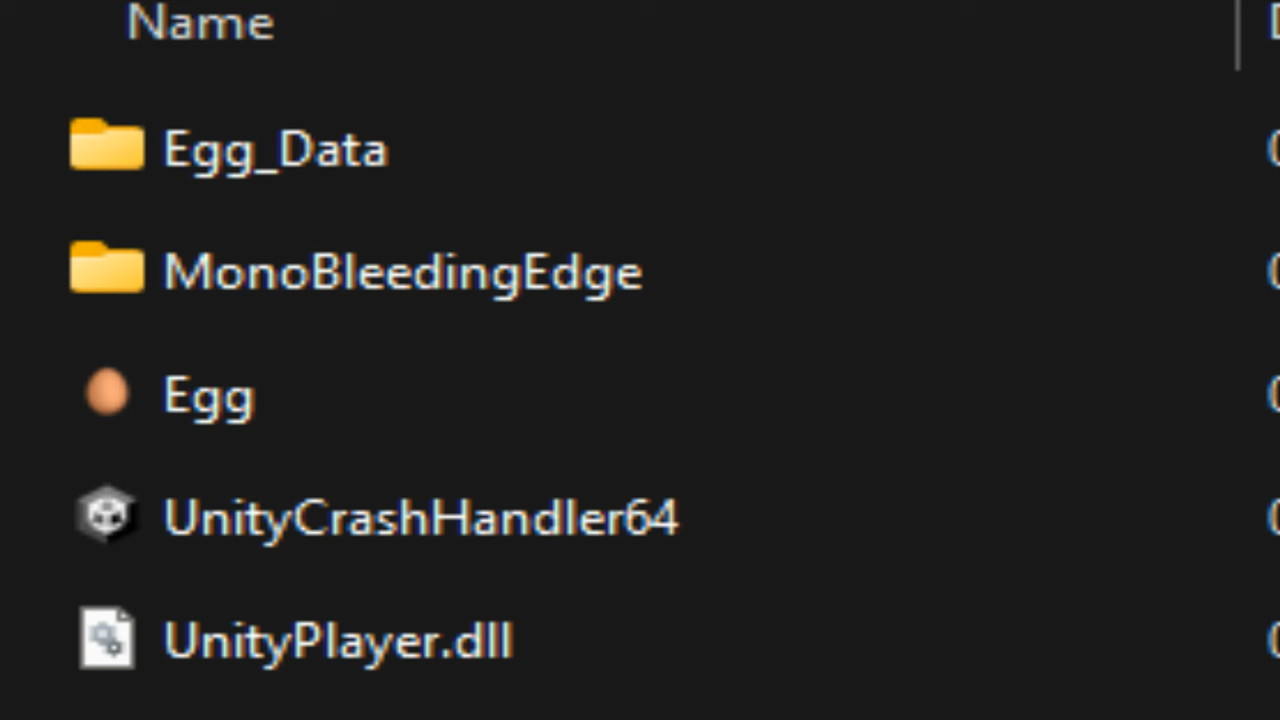 Name
Egg_Data
MonoBleedingEdge
Egg
UnityCrashHandler64
UnityPlayer.dll